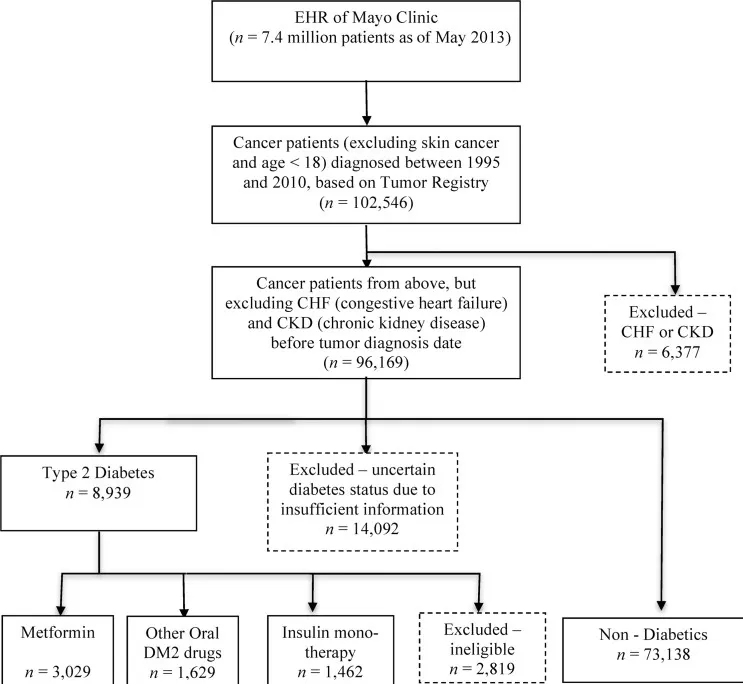 EHR of Mayo Clinic
(n = 7.4 million patients as of May 2013)
Cancer patients (excluding skin cancer
and age < 18) diagnosed between 1995
and 2010, based on Tumor Registry
(n = 102,546)
Cancer patients from above, but
excluding CHF (congestive heart failure)
and CKD (chronic kidney disease)
before tumor diagnosis date
(n = 96,169)
Excluded –
CHF or CKD
n = 6,377
Type 2 Diabetes
n = 8,939
Excluded – uncertain
diabetes status due to
insufficient information
n = 14,092
Metformin
n = 3,029
Other Oral
DM2 drugs
n = 1,629
Insulin mono-
therapy
n = 1,462
Excluded –
ineligible
n = 2,819
Non - Diabetics
n = 73,138